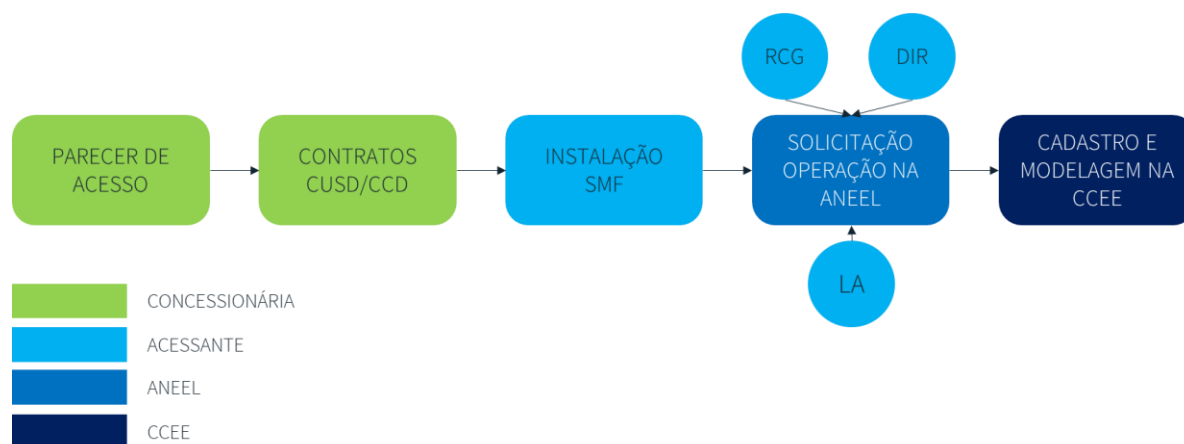 RCG
DIR
PARECER DE
ACESSO
CONTRATOS
CUSD/CCD
INSTALAÇÃO
SMF
SOLICITAÇÃO
OPERAÇÃO NA
ANEEL
CADASTRO E
MODELAGEM NA
CCEE
LA
CONCESSIONÁRIA
ACESSANTE
ANEEL
CCEE